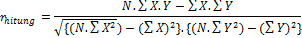 r_hitung = N.∑X.Y − ∑X.∑Y / √{(N.∑X²) − (∑X)²}.{(N.∑Y²) − (∑Y)²}